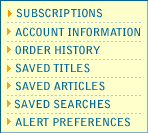 SUBSCRIPTIONS
ACCOUNT INFORMATION
ORDER HISTORY
SAVED TITLES
SAVED ARTICLES
SAVED SEARCHES
ALERT PREFERENCES